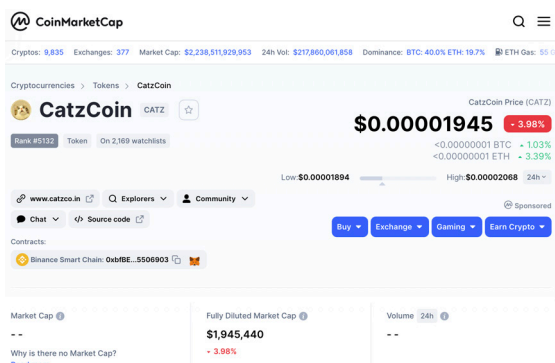 CoinMarketCap
Cryptos: 9,835 Exchanges: 377 Market Cap: $2,238,511,929,953 24h Vol: $217,860,061,858 Dominance: BTC: 40.0% ETH: 19.7% ETH Gas: 55 G
Cryptocurrencies > Tokens > CatzCoin
CatzCoin CATZ
Rank #5132 Token On 2,169 watchlists
CatzCoin Price (CATZ)
$0.00001945 3.98%
<0.00000001 BTC 1.03%
<0.00000001 ETH 3.39%
Low:$0.00001894 High:$0.00002068 24h
www.catzco.in Explorers Community
Chat Source code
Sponsored
Buy Exchange Gaming Earn Crypto
Contracts:
Binance Smart Chain: 0xbfBE...5506903
Market Cap
- -
Why is there no Market Cap?
Fully Diluted Market Cap
$1,945,440
3.98%
Volume 24h
- -